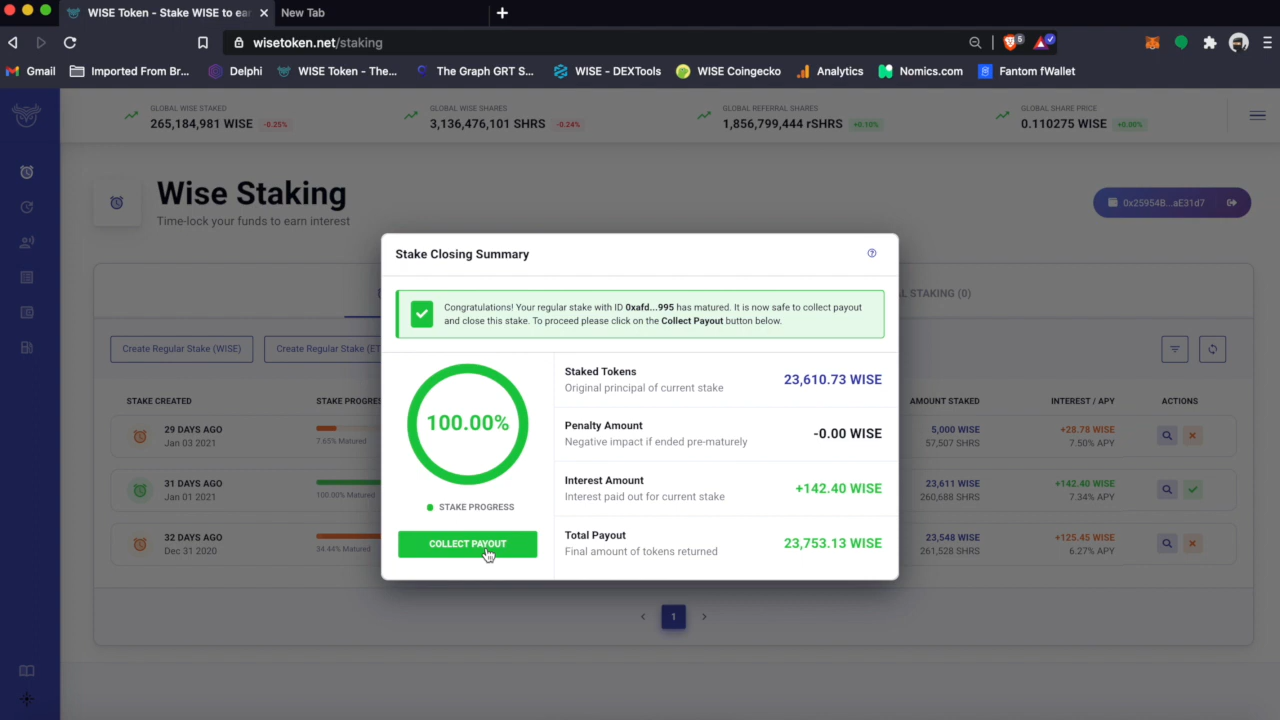 WISE Token - Stake WISE to ear
New Tab
wisetoken.net/staking
5
Gmail
Imported From Br...
Delphi
WISE Token - The...
The Graph GRT S...
WISE - DEXTools
WISE Coingecko
Analytics
Nomics.com
Fantom fWallet
GLOBAL WISE STAKED
265,184,981 WISE -0.25%
GLOBAL WISE SHARES
3,136,476,101 SHRS -0.24%
GLOBAL REFERRAL SHARES
1,856,799,444 rSHRS +0.10%
GLOBAL SHARE PRICE
0.110275 WISE +0.00%
Wise Staking
Time-lock your funds to earn interest
0x25954B...aE31d7
L STAKING (0)
Create Regular Stake (WISE)
Create Regular Stake (ET
STAKE CREATED
STAKE PROGRES
AMOUNT STAKED
INTEREST / APY
ACTIONS
29 DAYS AGO
Jan 03 2021
7.65% Matured
5,000 WISE
57,507 SHRS
+28.78 WISE
7.50% APY
31 DAYS AGO
Jan 01 2021
100.00% Matured
23,611 WISE
260,688 SHRS
+142.40 WISE
7.34% APY
32 DAYS AGO
Dec 31 2020
34.44% Matured
23,548 WISE
261,528 SHRS
+125.45 WISE
6.27% APY
1
Stake Closing Summary
Congratulations! Your regular stake with ID 0xafd...995 has matured. It is now safe to collect payout
and close this stake. To proceed please click on the Collect Payout button below.
100.00%
STAKE PROGRESS
COLLECT PAYOUT
Staked Tokens
Original principal of current stake
23,610.73 WISE
Penalty Amount
Negative impact if ended pre-maturely
-0.00 WISE
Interest Amount
Interest paid out for current stake
+142.40 WISE
Total Payout
Final amount of tokens returned
23,753.13 WISE